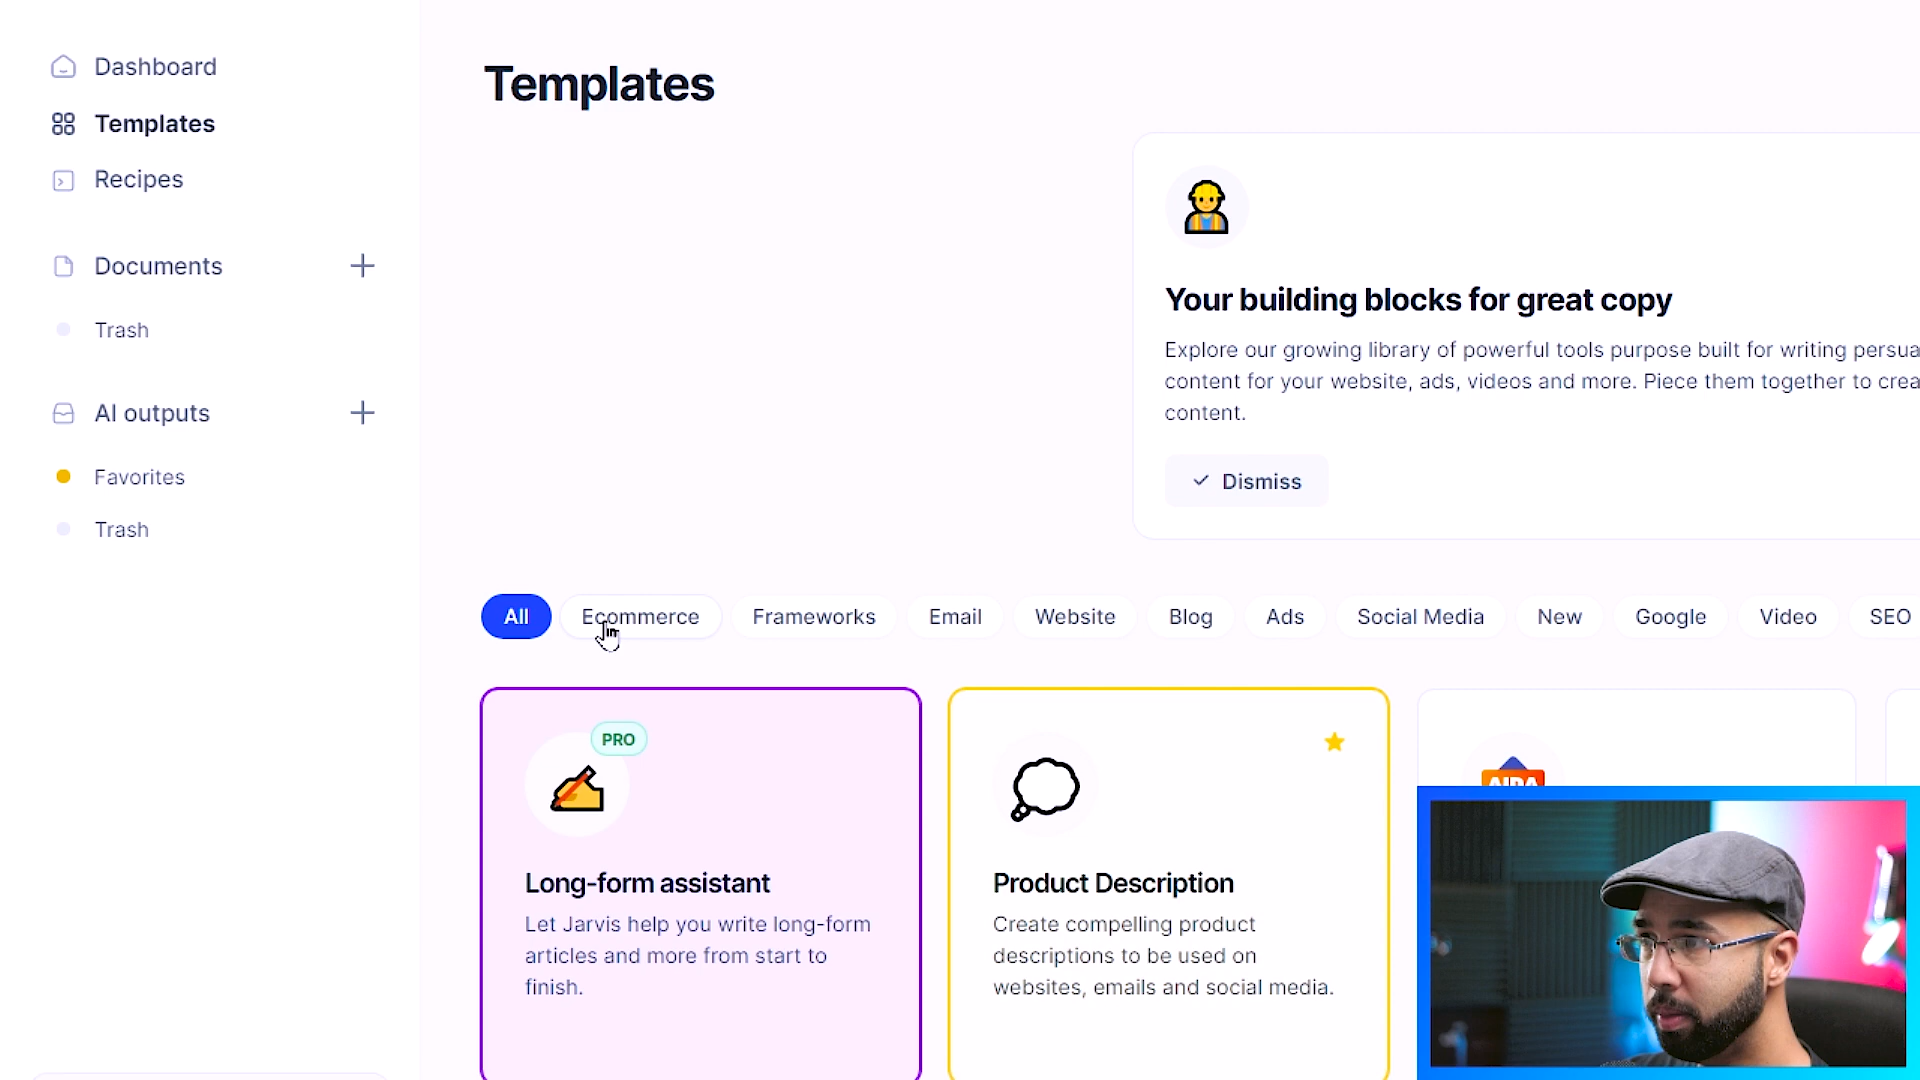 Dashboard
Templates
Recipes
Documents
Trash
AI outputs
Favorites
Trash
Templates
Your building blocks for great copy
Explore our growing library of powerful tools purpose built for writing persua
content for your website, ads, videos and more. Piece them together to crea
content.
Dismiss
All Ecommerce Frameworks Email Website Blog Ads Social Media New Google Video SEO
PRO
Long-form assistant
Let Jarvis help you write long-form
articles and more from start to
finish.
Product Description
Create compelling product
descriptions to be used on
websites, emails and social media.
AIDA